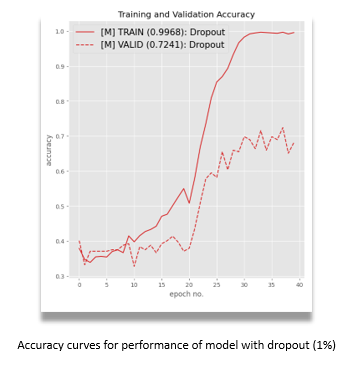 Training and Validation Accuracy
[M] TRAIN (0.9968): Dropout
[M] VALID (0.7241): Dropout
1.0
0.9
0.8
0.7
0.6
0.5
0.4
0.3
accuracy
0 5 10 15 20 25 30 35 40
epoch no.
Accuracy curves for performance of model with dropout (1%)